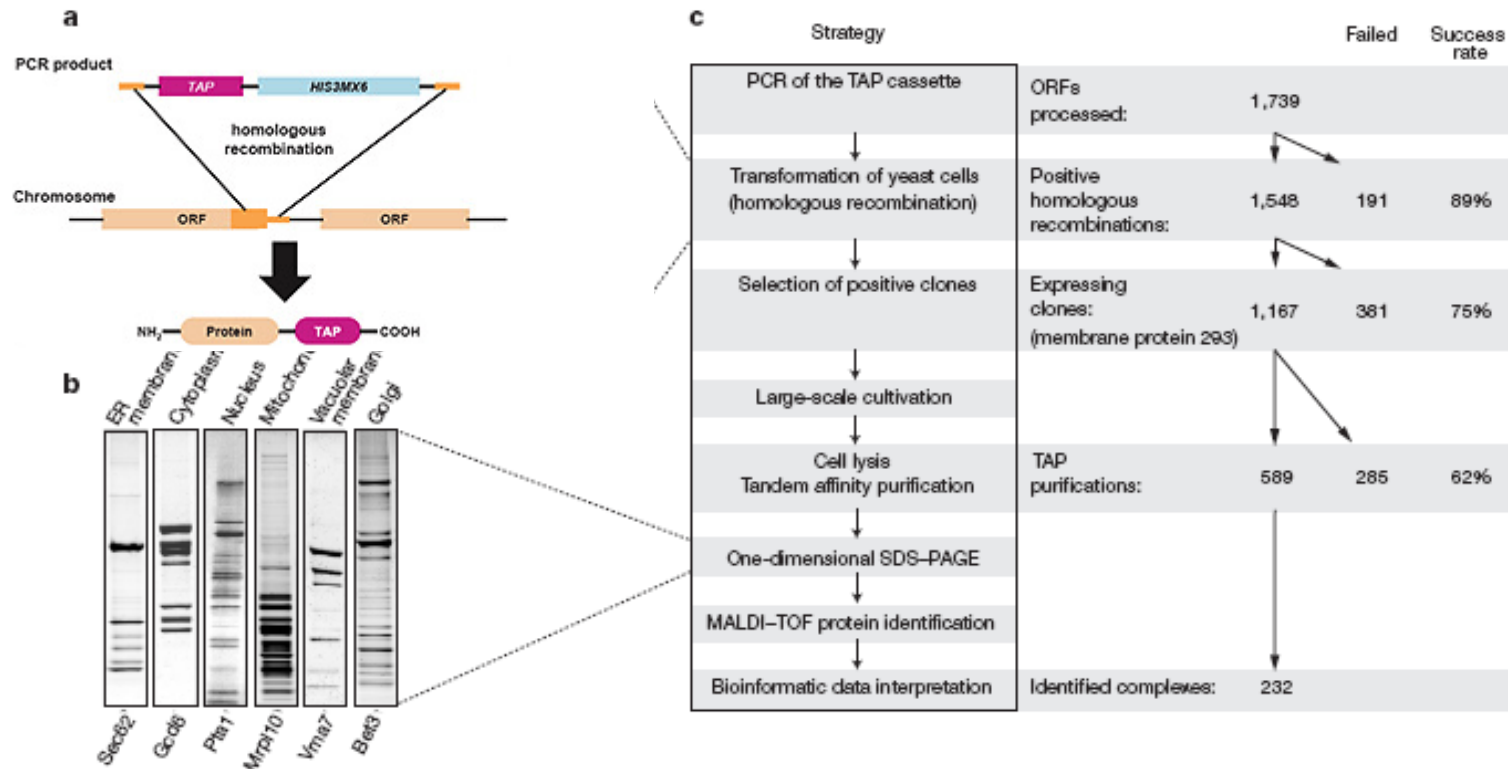 a
PCR product
TAP
HIS3MX6
homologous
recombination
Chromosome
ORF
ORF
NH2
Protein
TAP
COOH
b
ER
membran
Cytoplasm
Nucleus
Mitochon
Vacuolar
membran
Golgi
Sec62
Gcd6
Pta1
Mrpl10
Vma7
Bet3
c
Strategy
Failed
Success
rate
PCR of the TAP cassette
ORFs
processed:
1,739
Transformation of yeast cells
(homologous recombination)
Positive
homologous
recombinations:
1,548
191
89%
Selection of positive clones
Expressing
clones:
(membrane protein 293)
1,167
381
75%
Large-scale cultivation
Cell lysis
Tandem affinity purification
TAP
purifications:
589
285
62%
One-dimensional SDS–PAGE
MALDI–TOF protein identification
Bioinformatic data interpretation
Identified complexes:
232